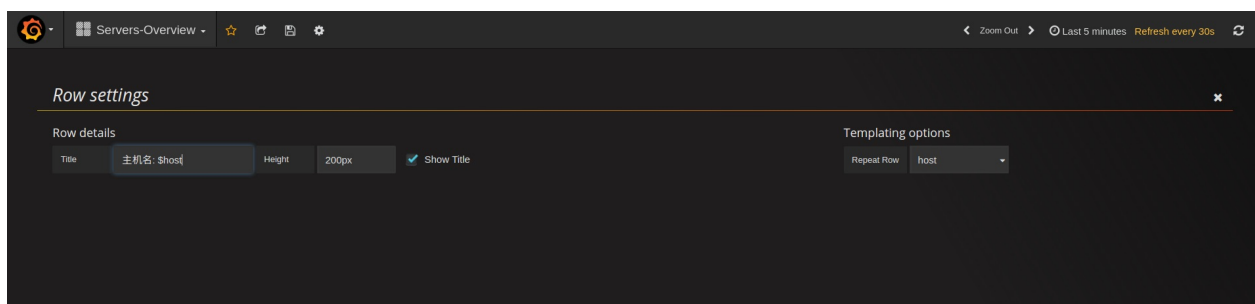 Servers-Overview Zoom Out Last 5 minutes Refresh every 30s
Row settings
Row details Templating options
Title 主机名: $host Height 200px Show Title Repeat Row host